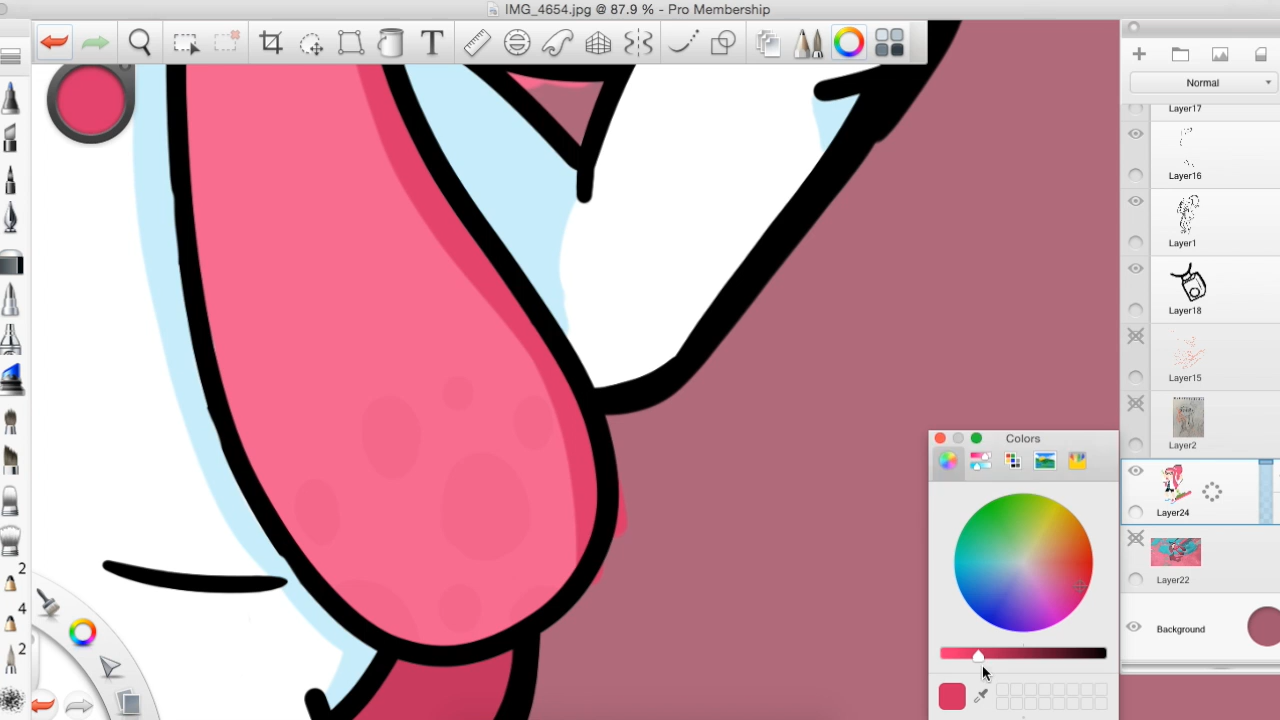 IMG_4654.jpg @ 87.9 % - Pro Membership
T
Normal
Layer17
Layer16
Layer1
Layer18
Layer15
Layer2
Layer24
Layer22
Background
Colors
2
4
2